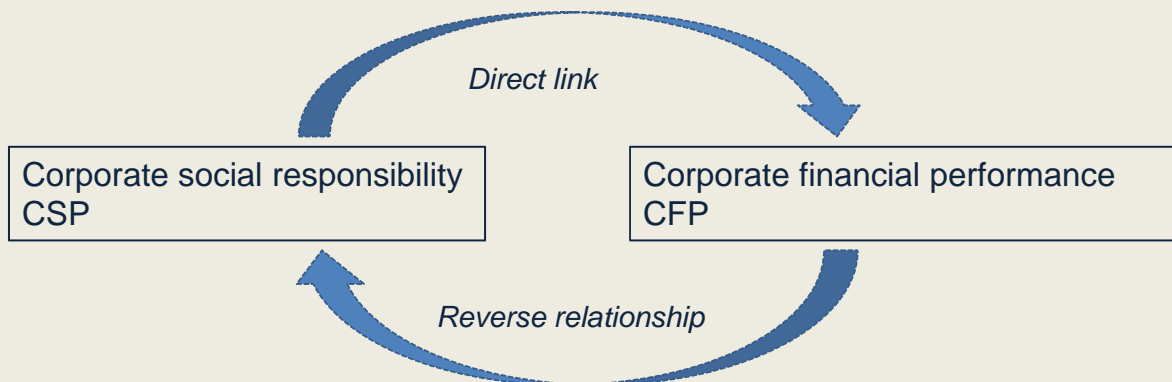 Direct link
Corporate social responsibility
CSP
Corporate financial performance
CFP
Reverse relationship